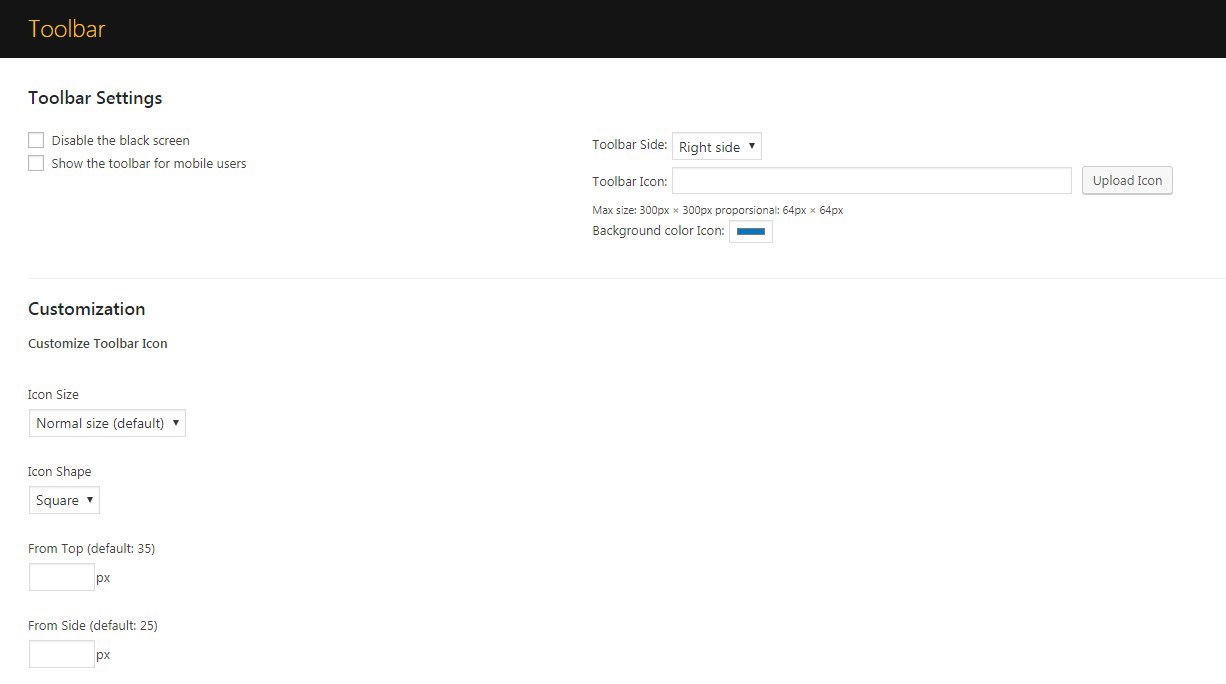 Toolbar
Toolbar Settings
Disable the black screen
Show the toolbar for mobile users
Toolbar Side: Right side
Toolbar Icon: Upload Icon
Max size: 300px × 300px proporsional: 64px × 64px
Background color Icon:
Customization
Customize Toolbar Icon
Icon Size
Normal size (default)
Icon Shape
Square
From Top (default: 35)
px
From Side (default: 25)
px